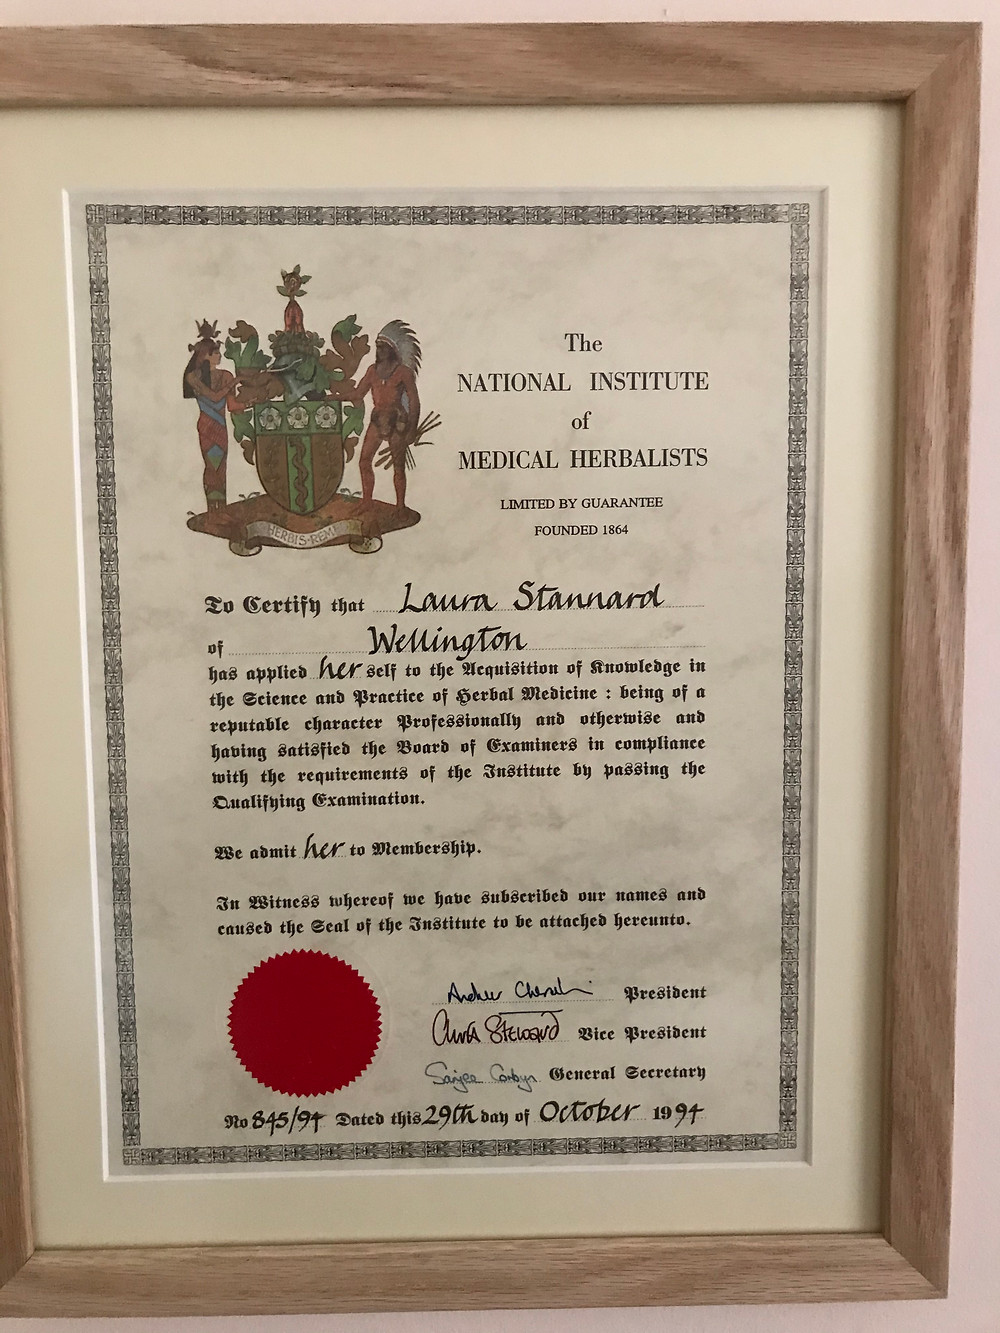 The
NATIONAL INSTITUTE
of
MEDICAL HERBALISTS
LIMITED BY GUARANTEE
FOUNDED 1864
HERBIS·REMI
To Certify that Laura Stannard
of Wellington
has applied her self to the Acquisition of Knowledge in
the Science and Practice of Herbal Medicine : being of a
reputable character Professionally and otherwise and
having satisfied the Board of Examiners in compliance
with the requirements of the Institute by passing the
Qualifying Examination.
We admit her to Membership.
In Witness whereof we have subscribed our names and
caused the Seal of the Institute to be attached hereunto.
Andrew President
Vice President
General Secretary
No 845/94 Dated this 29th day of October 1994